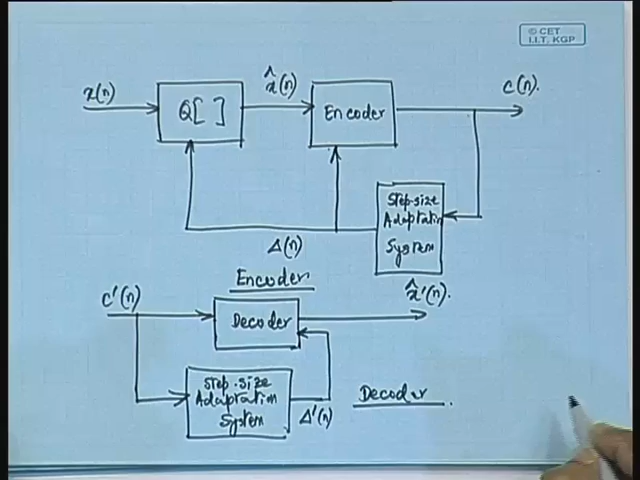 © CET
I.I.T. KGP
x(n)
Q[ ]
x̂(n)
Encoder
c(n).
Step-size
Adaptation
System
Δ(n)
Encoder
c'(n)
Decoder
x̂'(n).
Step-size
Adaptation
System
Δ'(n)
Decoder.